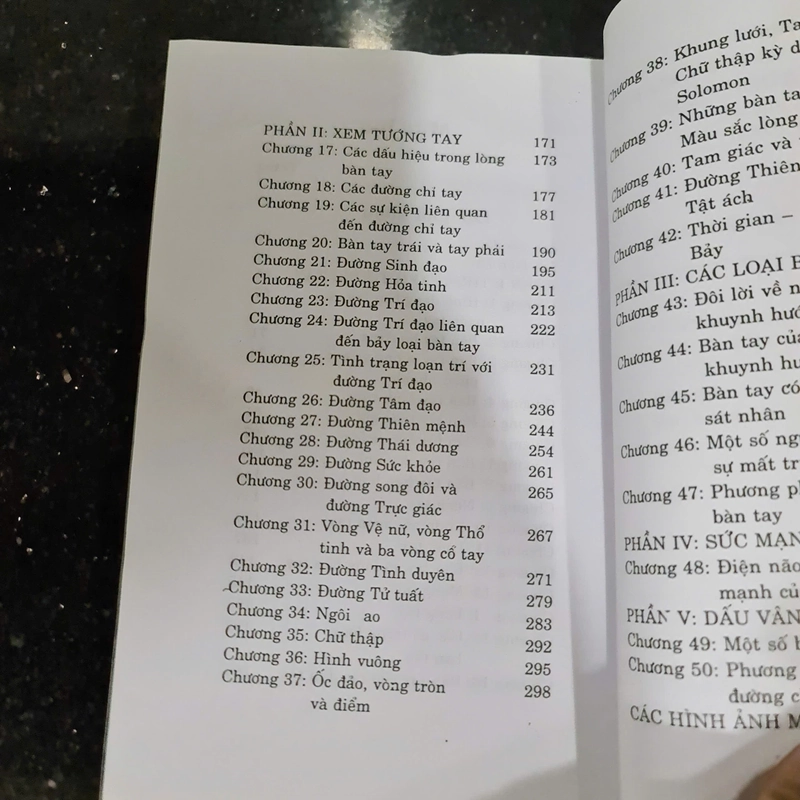 PHẦN II: XEM TƯỚNG TAY 171
Chương 17: Các dấu hiệu trong lòng 173
bàn tay
Chương 18: Các đường chỉ tay 177
Chương 19: Các sự kiện liên quan 181
đến đường chỉ tay
Chương 20: Bàn tay trái và tay phải 190
Chương 21: Đường Sinh đạo 195
Chương 22: Đường Hỏa tinh 211
Chương 23: Đường Trí đạo 213
Chương 24: Đường Trí đạo liên quan 222
đến bảy loại bàn tay
Chương 25: Tình trạng loạn trí với 231
đường Trí đạo
Chương 26: Đường Tâm đạo 236
Chương 27: Đường Thiên mệnh 244
Chương 28: Đường Thái dương 254
Chương 29: Đường Sức khỏe 261
Chương 30: Đường song đôi và 265
đường Trực giác
Chương 31: Vòng Vệ nữ, vòng Thổ 267
tinh và ba vòng cổ tay
Chương 32: Đường Tình duyên 271
Chương 33: Đường Tử tuất 279
Chương 34: Ngôi ao 283
Chương 35: Chữ thập 292
Chương 36: Hình vuông 295
Chương 37: Ốc đảo, vòng tròn 298
và điểm
Chương 38: Khung lưới, Ta
Chữ thập kỳ d
Solomon
Chương 39: Những bàn ta
Màu sắc lòng
Chương 40: Tam giác và
Chương 41: Đường Thiên
Tật ách
Chương 42: Thời gian –
Bảy
PHẦN III: CÁC LOẠI B
Chương 43: Đôi lời về n
khuynh hướ
Chương 44: Bàn tay của
khuynh hư
Chương 45: Bàn tay có
sát nhân
Chương 46: Một số ng
sự mất tr
Chương 47: Phương ph
bàn tay
PHẦN IV: SỨC MẠN
Chương 48: Điện não
mạnh củ
PHẦN V: DẤU VÂN
Chương 49: Một số b
Chương 50: Phương
đường c
CÁC HÌNH ẢNH M